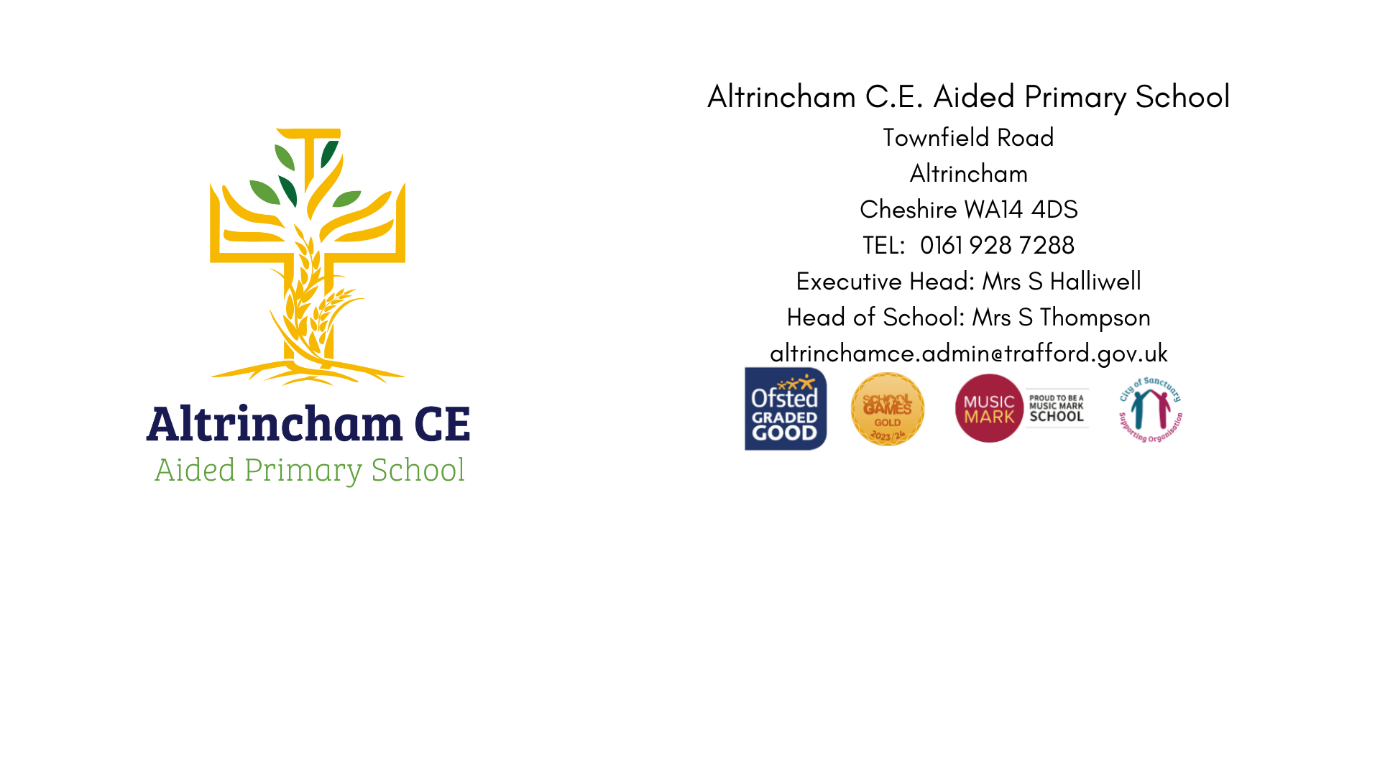 Altrincham CE
Aided Primary School
Altrincham C.E. Aided Primary School
Townfield Road
Altrincham
Cheshire WA14 4DS
TEL: 0161 928 7288
Executive Head: Mrs S Halliwell
Head of School: Mrs S Thompson
altrinchamce.admin@trafford.gov.uk
Ofsted
GRADED
GOOD
SCHOOL
GAMES
GOLD
2023/24
MUSIC
MARK
PROUD TO BE A
MUSIC MARK
SCHOOL
City of Sanctuary
Supporting Organisation